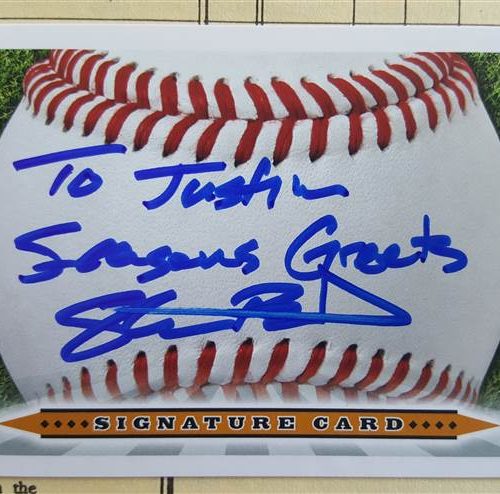 To Justin
Seasons Greets
SIGNATURE CARD
n the